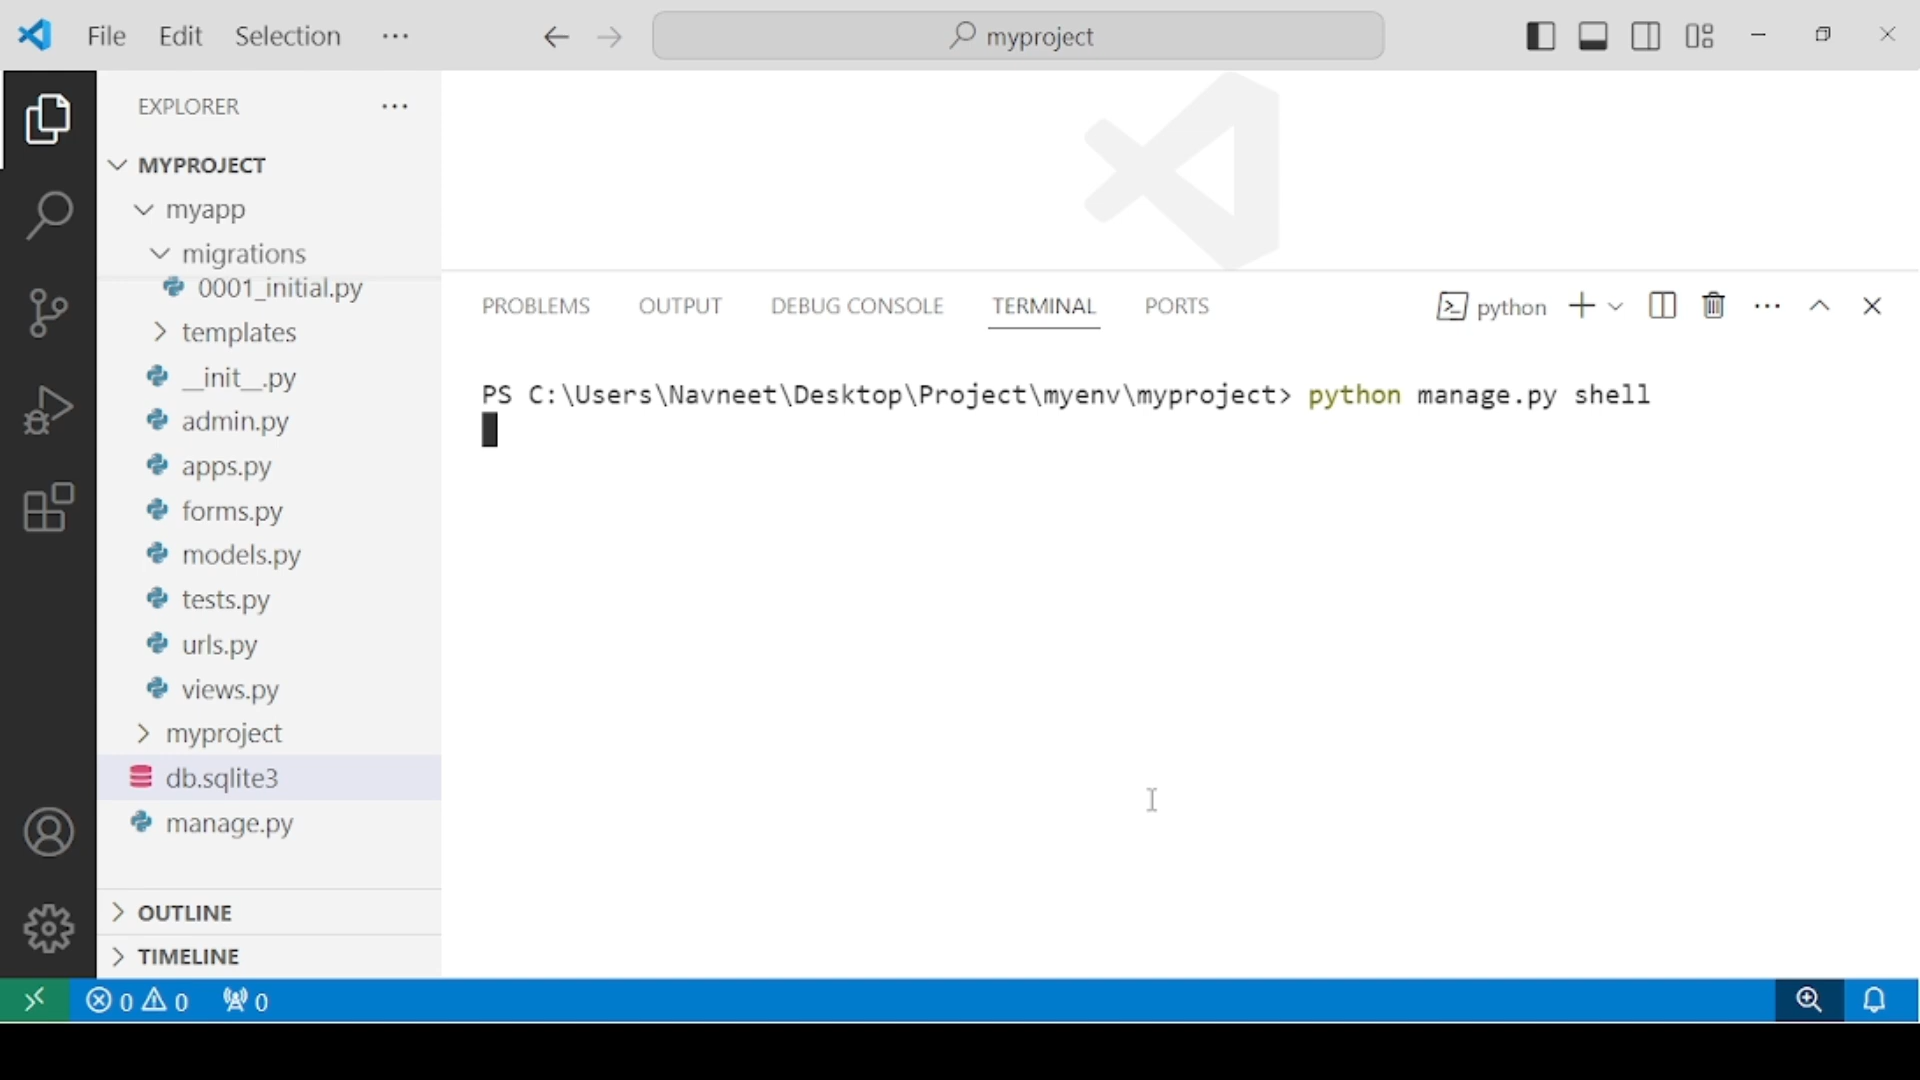 File Edit Selection ··· myproject
EXPLORER ···
MYPROJECT
myapp
migrations
0001_initial.py
templates
__init__.py
admin.py
apps.py
forms.py
models.py
tests.py
urls.py
views.py
myproject
db.sqlite3
manage.py
OUTLINE
TIMELINE
PROBLEMS OUTPUT DEBUG CONSOLE TERMINAL PORTS python
PS C:\Users\Navneet\Desktop\Project\myenv\myproject> python manage.py shell
0 0 0